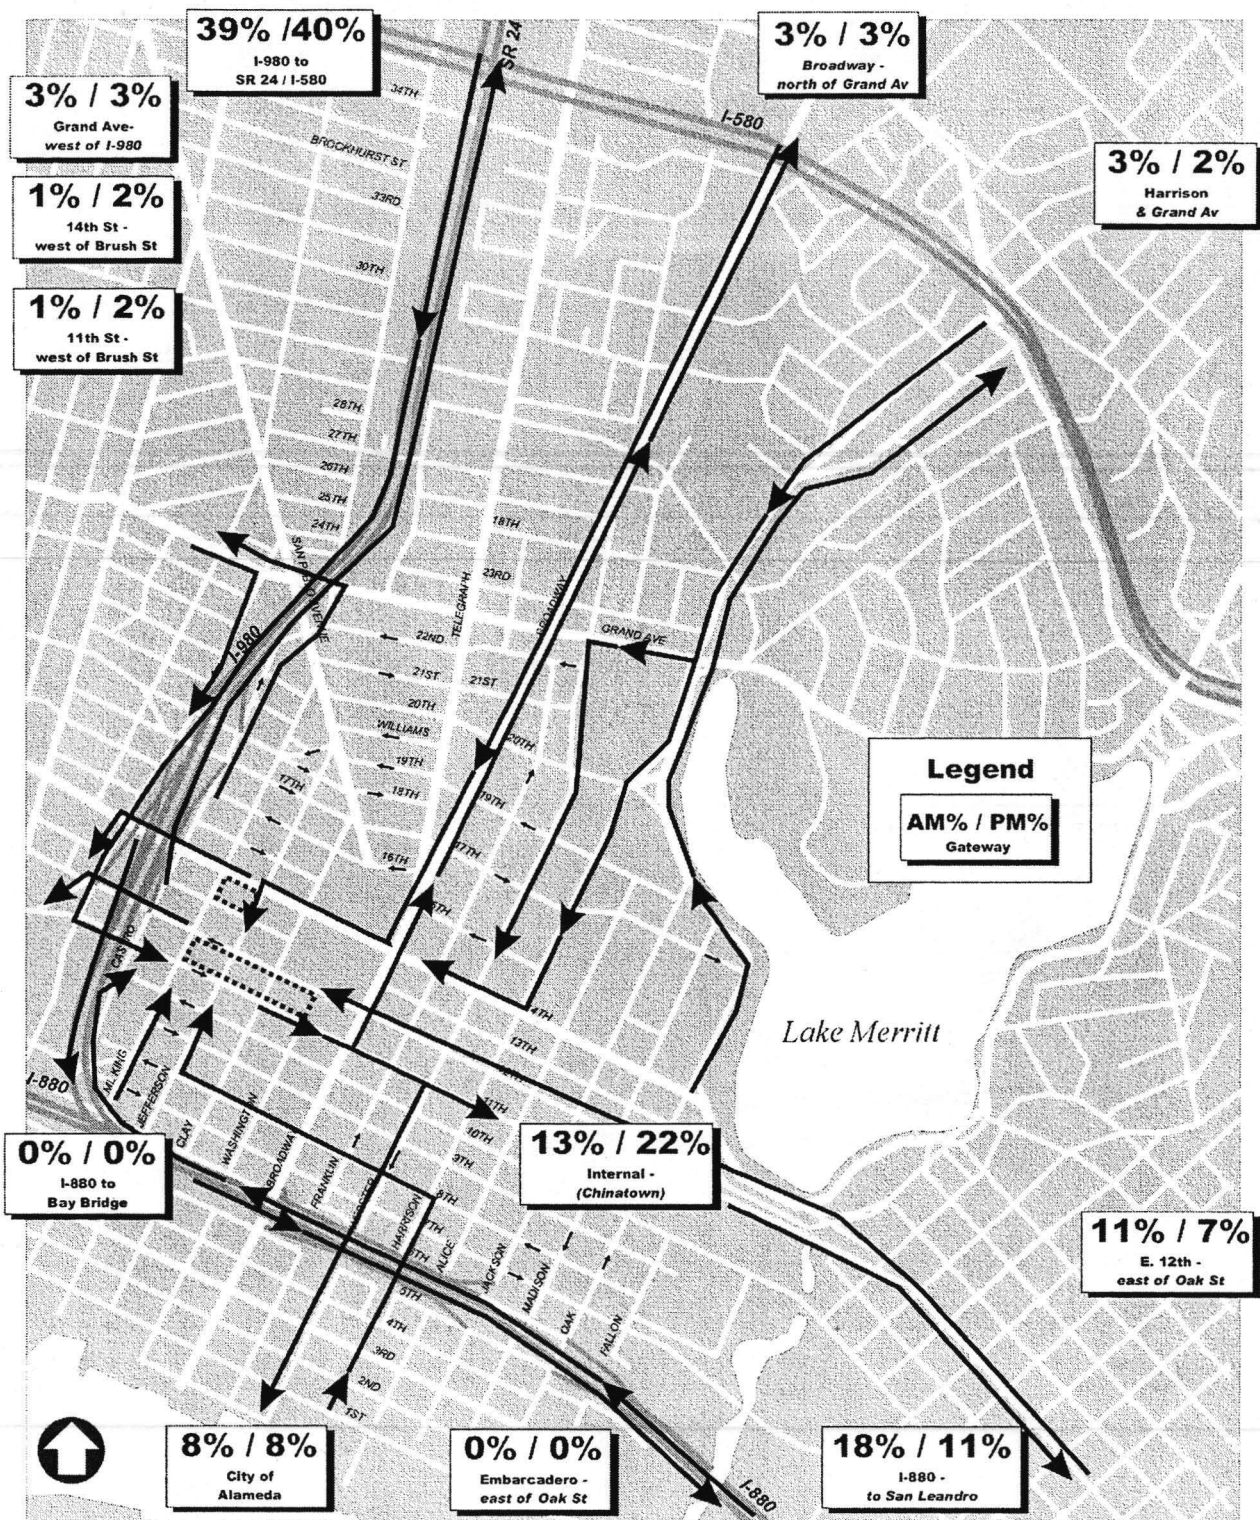 39% /40%
I-980 to
SR 24 / I-580
3% / 3%
Broadway -
north of Grand Av
3% / 3%
Grand Ave-
west of I-980
3% / 2%
Harrison
& Grand Av
1% / 2%
14th St -
west of Brush St
1% / 2%
11th St -
west of Brush St
SR 24
I-580
34TH
BROCKHURST ST
33RD
30TH
28TH
27TH
26TH
25TH
24TH
18TH
23RD
TELEGRAPH
BROADWAY
GRAND AVE
I-980
22ND
21ST
21ST
20TH
WILLIAMS
20TH
19TH
18TH
17TH
19TH
17TH
16TH
Legend
AM% / PM%
Gateway
CASTRO
13TH
Lake Merritt
11TH
10TH
9TH
8TH
I-880
ML KING
JEFFERSON
CLAY
WASHINGTON
FRANKLIN
HARRISON
ALICE
JACKSON
MADISON
OAK
FALLON
5TH
4TH
3RD
2ND
1ST
13% / 22%
Internal -
(Chinatown)
0% / 0%
I-880 to
Bay Bridge
11% / 7%
E. 12th -
east of Oak St
8% / 8%
City of
Alameda
0% / 0%
Embarcadero -
east of Oak St
18% / 11%
I-880 -
to San Leandro
I-880